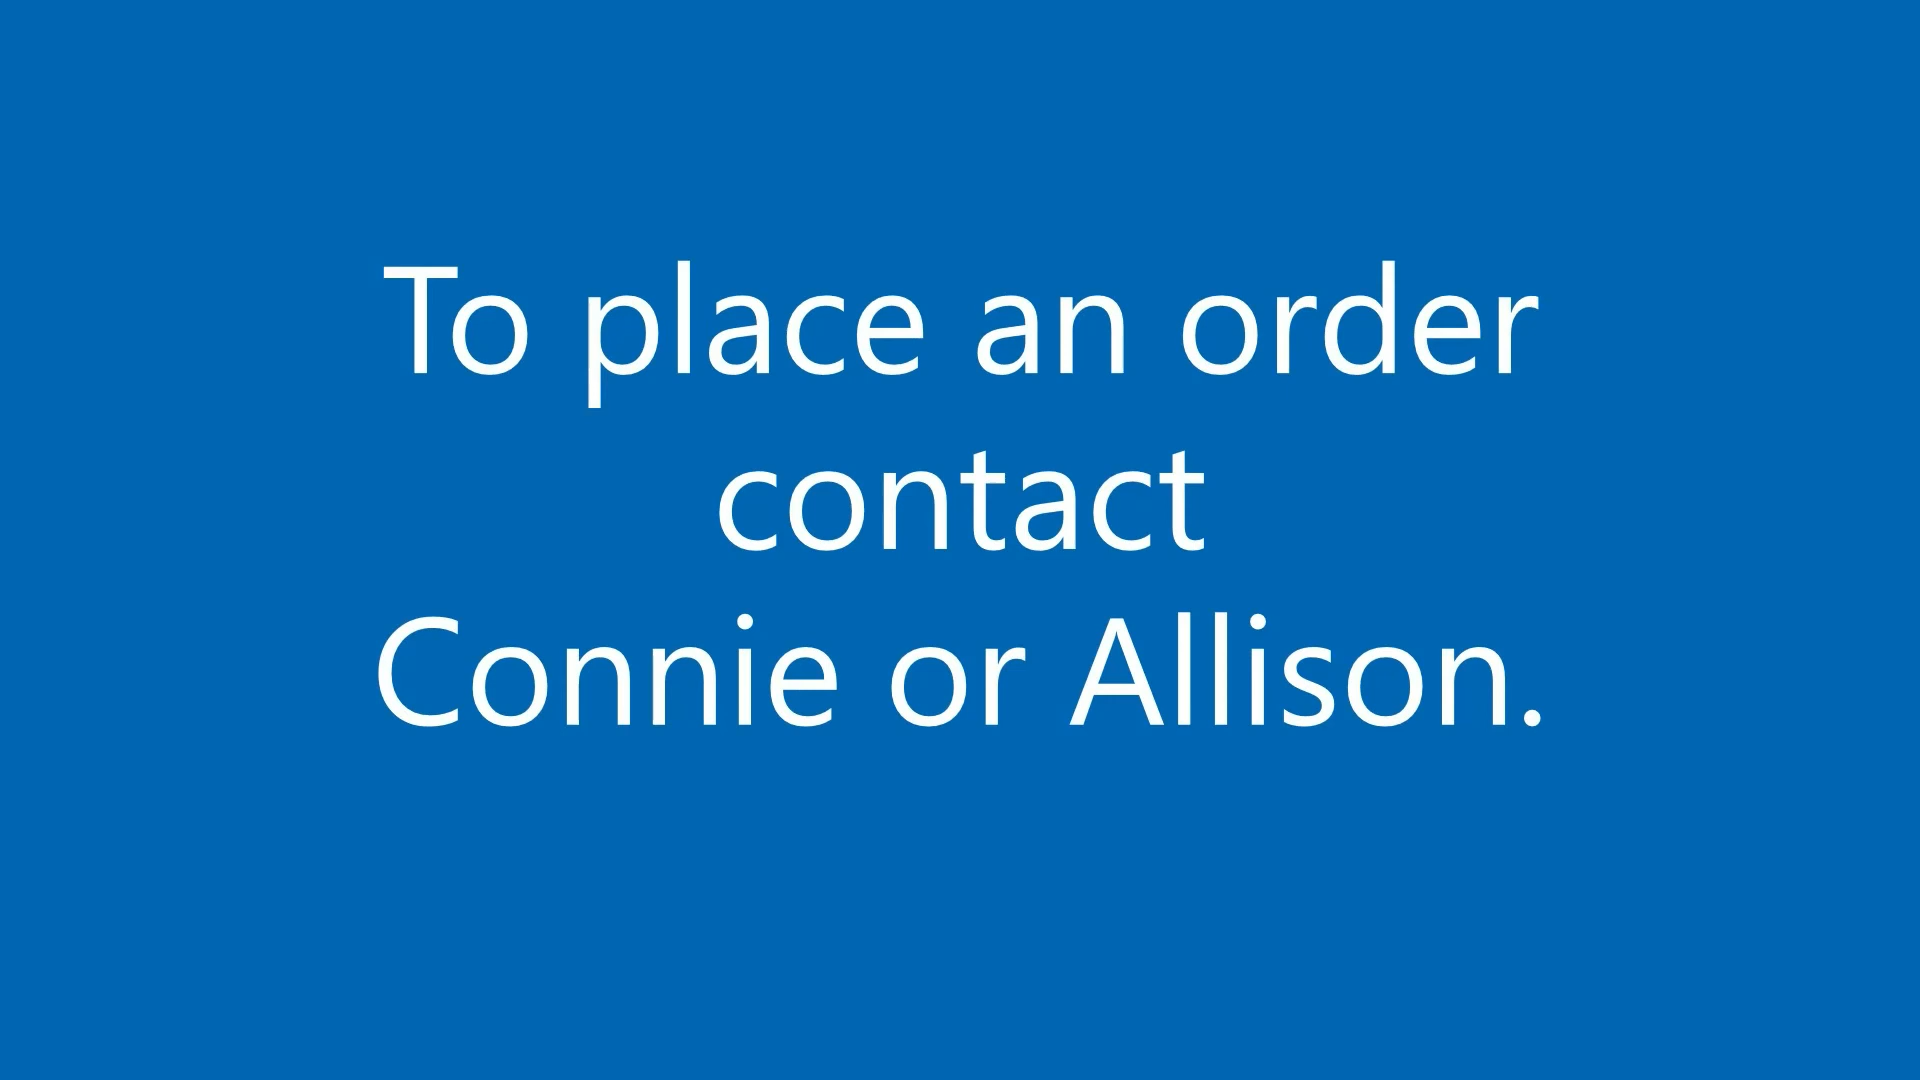 To place an order
contact
Connie or Allison.